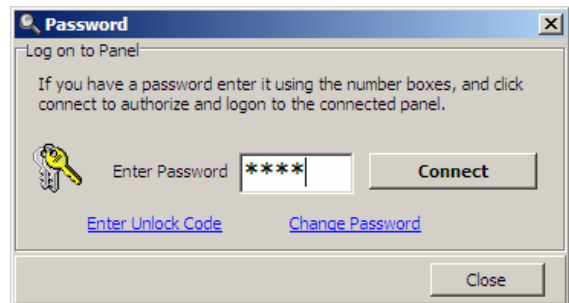 Password
Log on to Panel
If you have a password enter it using the number boxes, and click
connect to authorize and logon to the connected panel.
Enter Password ****
Connect
Enter Unlock Code Change Password
Close